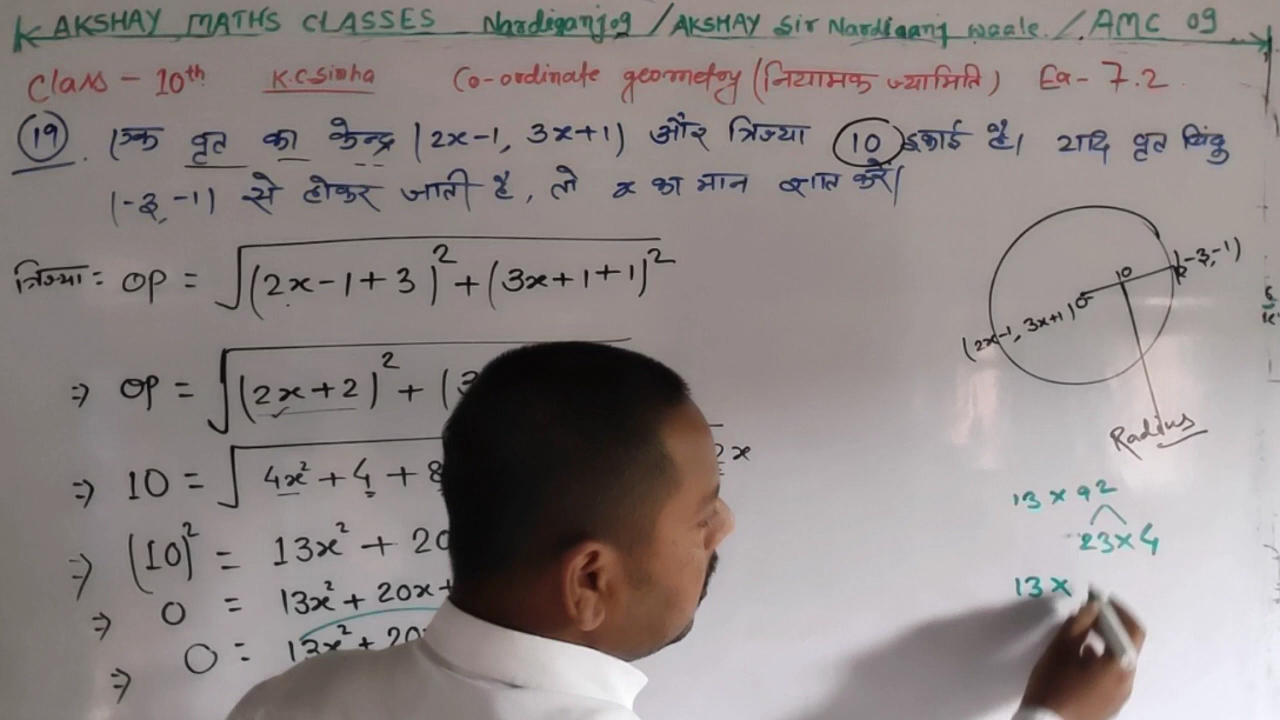 AKSHAY MATHS CLASSES Nardiganj 09 / AKSHAY Sir Nardiganj waale. / AMC 09
Class - 10th K.C. Sinha Co-ordinate geometry (नियामक ज्यामिति) Ex- 7.2
(19). एक वृत का केन्द्र (2x-1, 3x+1) और त्रिज्या 10 इकाई है। यदि वृत बिंदु
(-3,-1) से होकर जाती है, तो x का मान ज्ञात करें।
त्रिज्या = OP = √(2x-1+3)² + (3x+1+1)²
⇒ OP = √(2x+2)² + (3
⇒ 10 = √4x² + 4 + 8 x
⇒ (10)² = 13x² + 20
⇒ 0 = 13x² + 20x+
⇒ 0 = 13x² + 20
(-3,-1)
10
O
(2x-1, 3x+1)
Radius
13 x 92
23 x 4
13 x